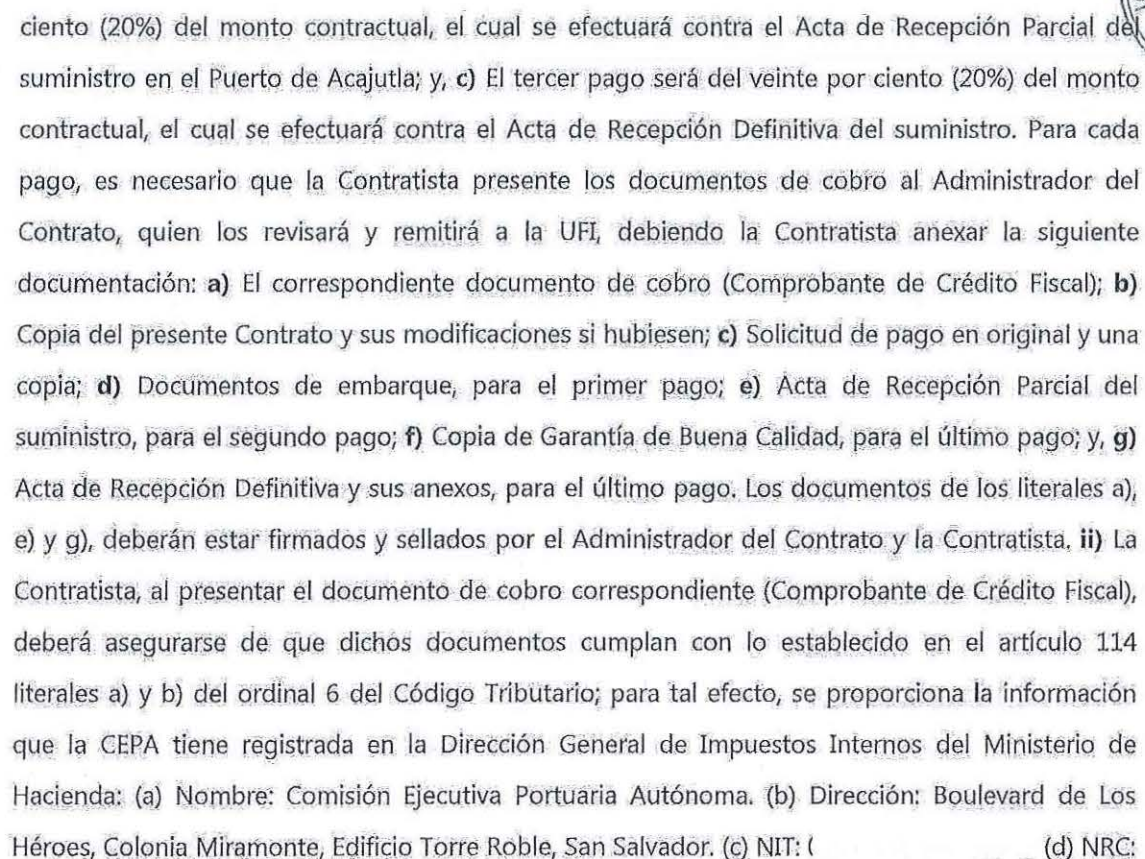 ciento (20%) del monto contractual, el cual se efectuará contra el Acta de Recepción Parcial del
suministro en el Puerto de Acajutla; y, c) El tercer pago será del veinte por ciento (20%) del monto
contractual, el cual se efectuará contra el Acta de Recepción Definitiva del suministro. Para cada
pago, es necesario que la Contratista presente los documentos de cobro al Administrador del
Contrato, quien los revisará y remitirá a la UFI, debiendo la Contratista anexar la siguiente
documentación: a) El correspondiente documento de cobro (Comprobante de Crédito Fiscal); b)
Copia del presente Contrato y sus modificaciones si hubiesen; c) Solicitud de pago en original y una
copia; d) Documentos de embarque, para el primer pago; e) Acta de Recepción Parcial del
suministro, para el segundo pago; f) Copia de Garantía de Buena Calidad, para el último pago; y, g)
Acta de Recepción Definitiva y sus anexos, para el último pago. Los documentos de los literales a),
e) y g), deberán estar firmados y sellados por el Administrador del Contrato y la Contratista. ii) La
Contratista, al presentar el documento de cobro correspondiente (Comprobante de Crédito Fiscal),
deberá asegurarse de que dichos documentos cumplan con lo establecido en el artículo 114
literales a) y b) del ordinal 6 del Código Tributario; para tal efecto, se proporciona la información
que la CEPA tiene registrada en la Dirección General de Impuestos Internos del Ministerio de
Hacienda: (a) Nombre: Comisión Ejecutiva Portuaria Autónoma. (b) Dirección: Boulevard de Los
Héroes, Colonia Miramonte, Edificio Torre Roble, San Salvador. (c) NIT: ( (d) NRC: